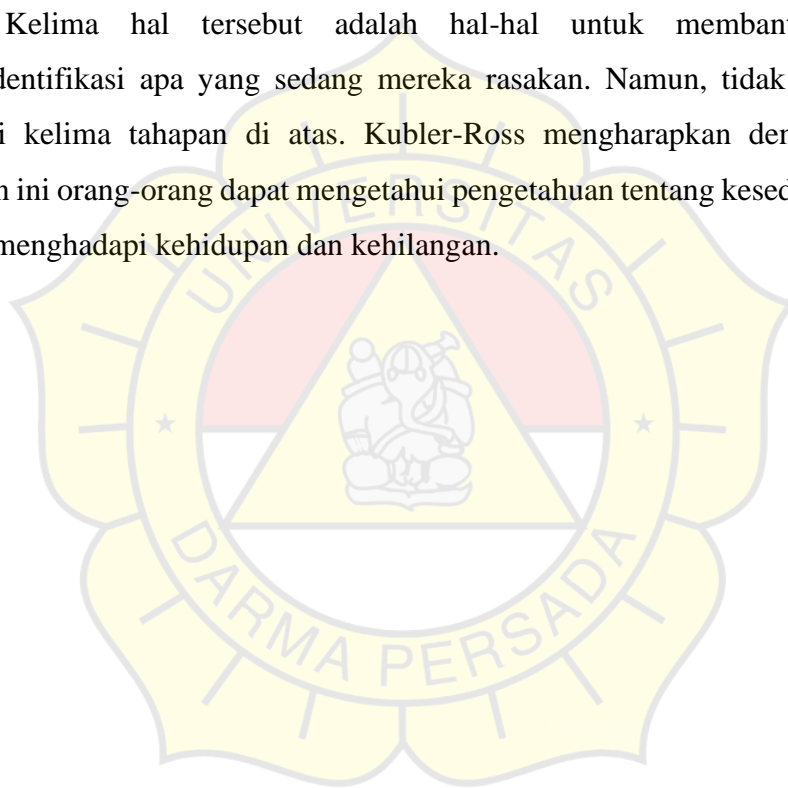 Kelima hal tersebut adalah hal-hal untuk membant
dentifikasi apa yang sedang mereka rasakan. Namun, tidak
i kelima tahapan di atas. Kubler-Ross mengharapkan den
n ini orang-orang dapat mengetahui pengetahuan tentang kesed
menghadapi kehidupan dan kehilangan.
UNIVERSITAS
DARMA PERSADA